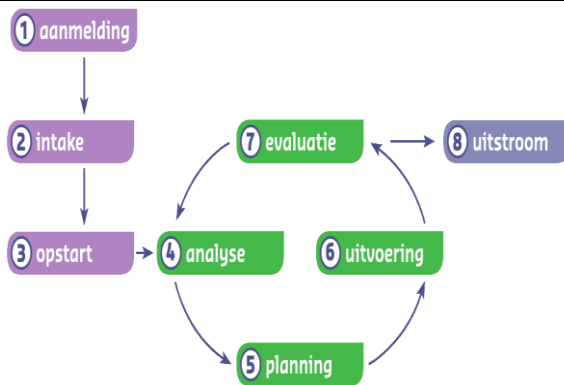 1 aanmelding
2 intake
3 opstart
4 analyse
5 planning
6 uitvoering
7 evaluatie
8 uitstroom